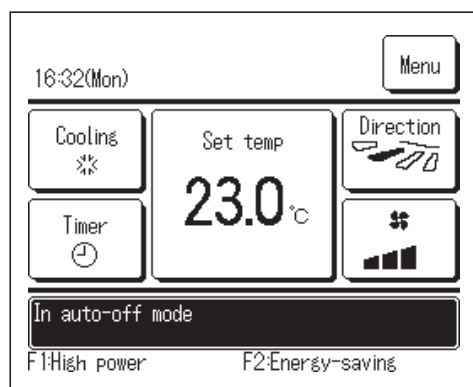 16:32(Mon)
Menu
Cooling
Set temp
Direction
23.0℃
Timer
In auto-off mode
F1:High power
F2:Energy-saving